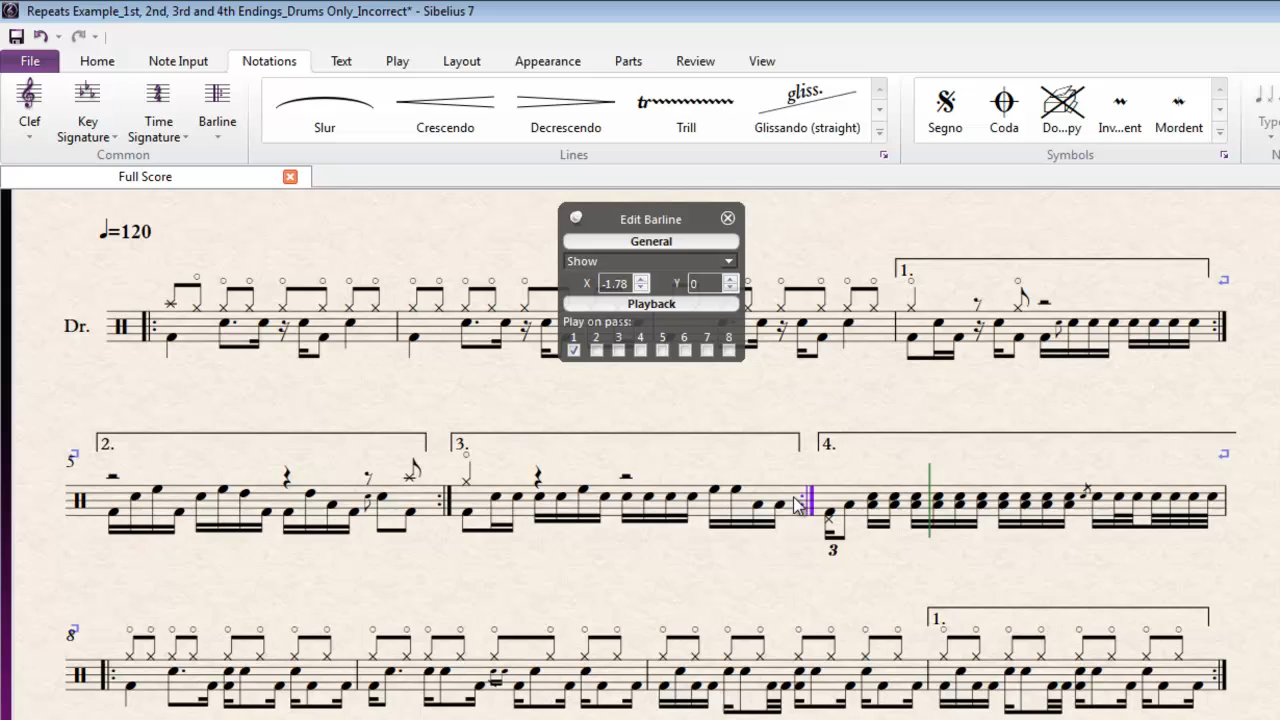 Repeats Example_1st, 2nd, 3rd and 4th Endings_Drums Only_Incorrect* - Sibelius 7
File Home Note Input Notations Text Play Layout Appearance Parts Review View
Clef Key Signature Time Signature Barline
Common
Slur Crescendo Decrescendo tr Trill gliss. Glissando (straight)
Lines
Segno Coda Do...py Inv...ent Mordent
Symbols
Full Score
=120
Edit Barline
General
Show
X -1.78 Y 0
Playback
Play on pass:
1 2 3 4 5 6 7 8
1.
Dr.
2. 3. 4.
5
3
8
1.